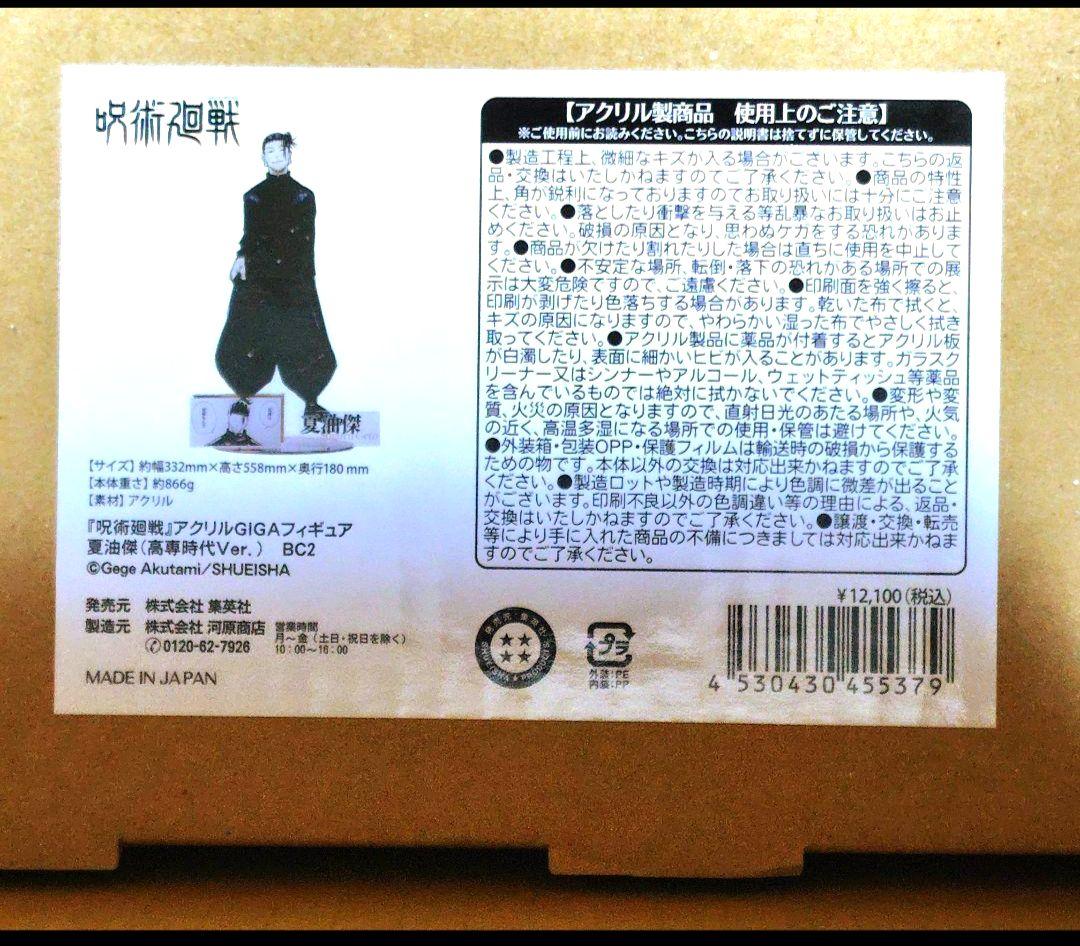 呪術廻戦
夏油傑
【サイズ】約幅332mm×高さ558mm×奥行180mm
【本体重さ】約866g
【素材】アクリル
『呪術廻戦』アクリルGIGAフィギュア
夏油傑(高専時代Ver.) BC2
©Gege Akutami/SHUEISHA
発売元 株式会社 集英社
製造元 株式会社 河原商店
0120-62-7926
営業時間
月~金(土日・祝日を除く)
10:00~16:00
MADE IN JAPAN
【アクリル製商品 使用上のご注意】
※ご使用前にお読みください。こちらの説明書は捨てずに保管してください。
●製造工程上、微細なキズが入る場合がございます。こちらの返
品・交換はいたしかねますのでご了承ください。●商品の特性
上、角が鋭利になっておりますのでお取り扱いには十分にご注意
ください。●落としたり衝撃を与える等乱暴なお取り扱いはお止
めください。破損の原因となり、思わぬケガをする恐れがありま
す。●商品が欠けたり割れたりした場合は直ちに使用を中止して
ください。●不安定な場所、転倒・落下の恐れがある場所での展
示は大変危険ですので、ご遠慮ください。●印刷面を強く擦ると、
印刷が剥げたり色落ちする場合があります。乾いた布で拭くと、
キズの原因になりますので、やわらかい湿った布でやさしく拭き
取ってください。●アクリル製品に薬品が付着するとアクリル板
が白濁したり、表面に細かいヒビが入ることがあります。ガラスク
リーナー又はシンナーやアルコール、ウェットティッシュ等薬品
を含んでいるものでは絶対に拭かないでください。●変形や変
質、火災の原因となりますので、直射日光のあたる場所や、火気
の近く、高温多湿になる場所での使用・保管は避けてください。
●外装箱・包装OPP・保護フィルムは輸送時の破損から保護する
ための物です。本体以外の交換は対応出来かねますのでご了承
ください。●製造ロットや製造時期により色調に微差が出ること
がございます。印刷不良以外の色調違い等の理由による、返品・
交換はいたしかねますのでご了承ください。●譲渡・交換・転売
等により手に入れた商品の不備につきましては対応出来かねま
すのでご了承ください。
¥12,100(税込)
プラ
外装:PE
内装:PP
4 530430 455379